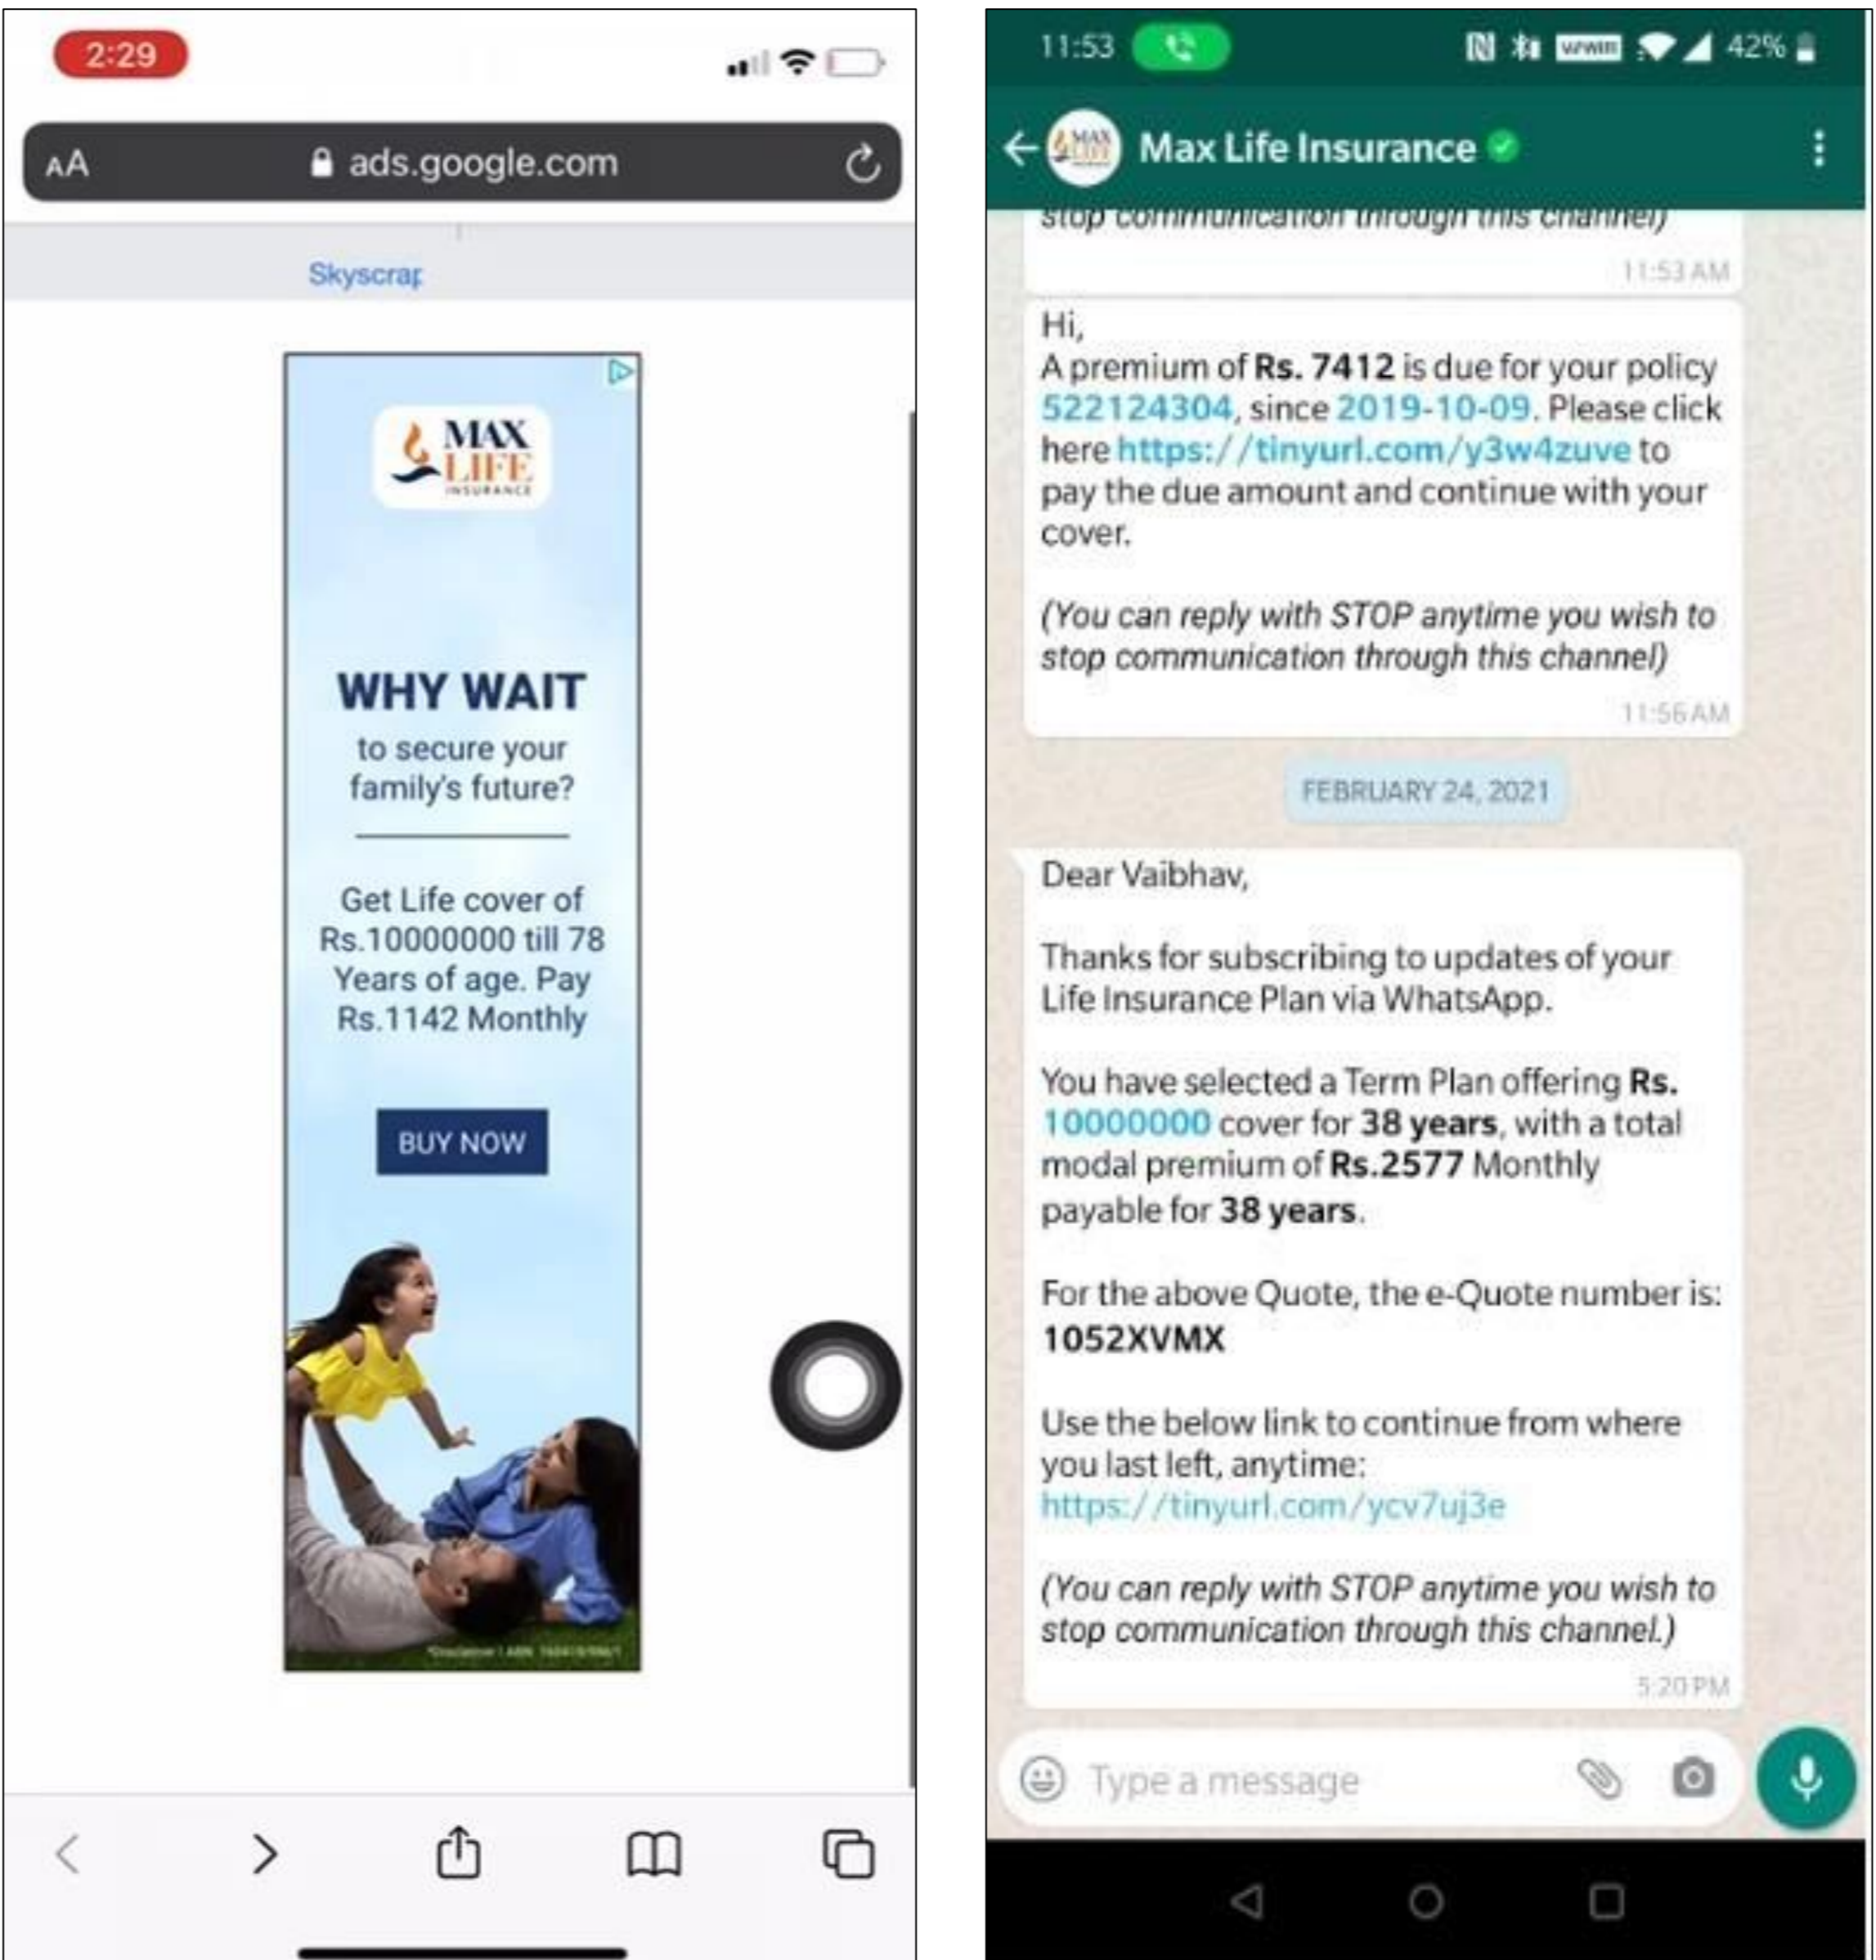 2:29
AA
ads.google.com
Skyscrap
MAX
LIFE
INSURANCE
WHY WAIT
to secure your
family's future?
Get Life cover of
Rs.10000000 till 78
Years of age. Pay
Rs.1142 Monthly
BUY NOW
11:53
42%
MAX
LIFE
Max Life Insurance
stop communication through this channel)
11:53 AM
Hi,
A premium of Rs. 7412 is due for your policy
522124304, since 2019-10-09. Please click
here https://tinyurl.com/y3w4zuve to
pay the due amount and continue with your
cover.
(You can reply with STOP anytime you wish to
stop communication through this channel)
11:56 AM
FEBRUARY 24, 2021
Dear Vaibhav,
Thanks for subscribing to updates of your
Life Insurance Plan via WhatsApp.
You have selected a Term Plan offering Rs.
10000000 cover for 38 years, with a total
modal premium of Rs.2577 Monthly
payable for 38 years.
For the above Quote, the e-Quote number is:
1052XVMX
Use the below link to continue from where
you last left, anytime:
https://tinyurl.com/ycv7uj3e
(You can reply with STOP anytime you wish to
stop communication through this channel.)
5:20 PM
Type a message